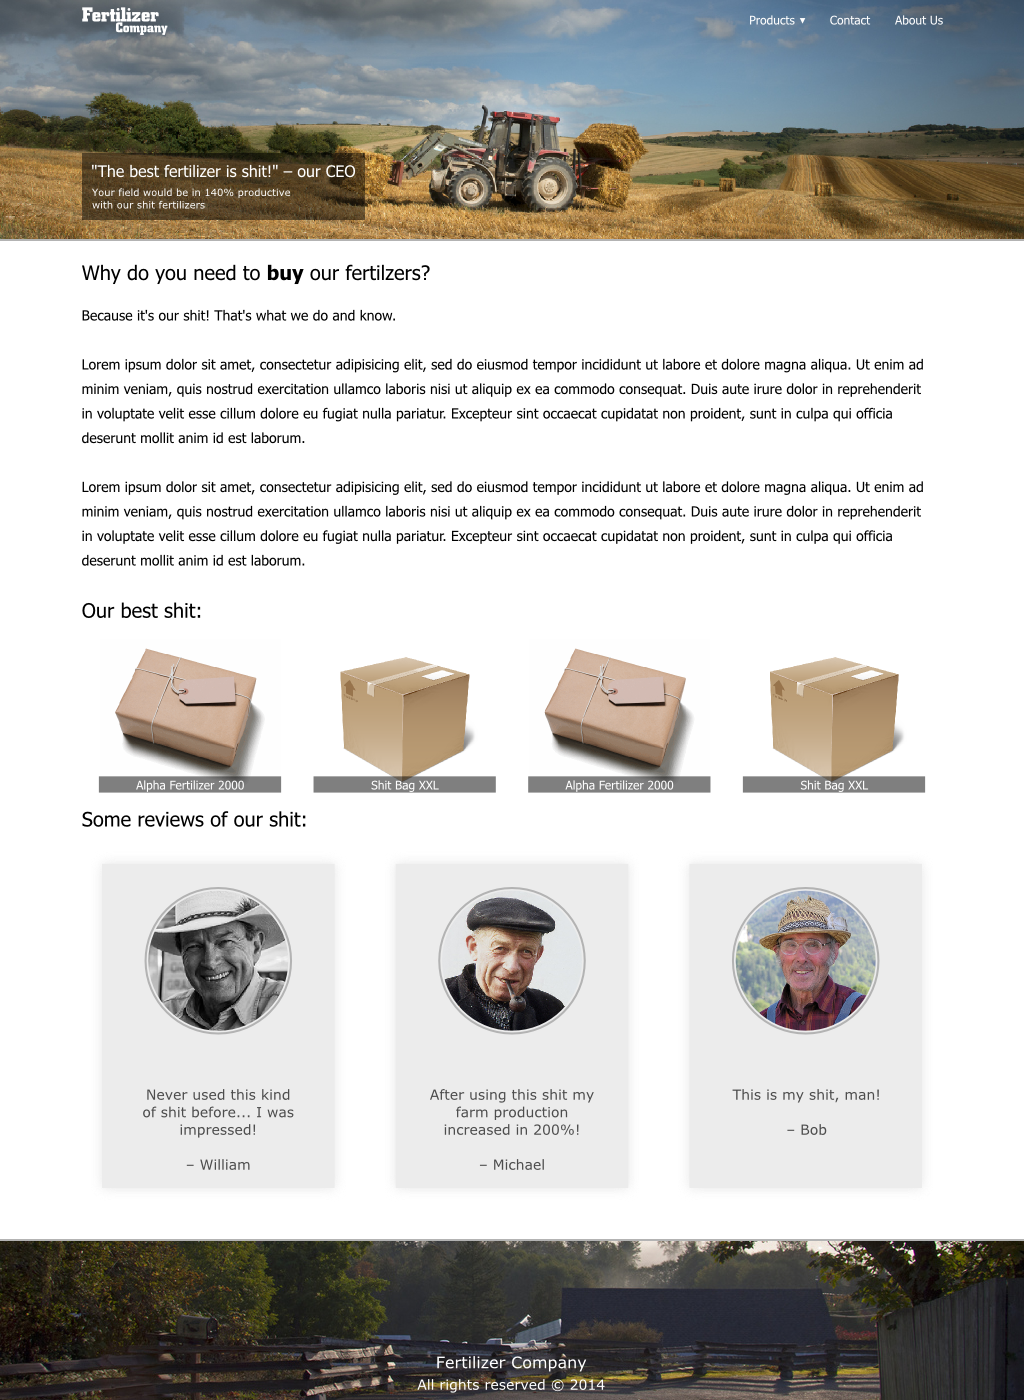 Fertilizer
Company
Products ▾ Contact About Us
"The best fertilizer is shit!" – our CEO
Your field would be in 140% productive
with our shit fertilizers
Why do you need to buy our fertilzers?
Because it's our shit! That's what we do and know.
Lorem ipsum dolor sit amet, consectetur adipisicing elit, sed do eiusmod tempor incididunt ut labore et dolore magna aliqua. Ut enim ad
minim veniam, quis nostrud exercitation ullamco laboris nisi ut aliquip ex ea commodo consequat. Duis aute irure dolor in reprehenderit
in voluptate velit esse cillum dolore eu fugiat nulla pariatur. Excepteur sint occaecat cupidatat non proident, sunt in culpa qui officia
deserunt mollit anim id est laborum.
Lorem ipsum dolor sit amet, consectetur adipisicing elit, sed do eiusmod tempor incididunt ut labore et dolore magna aliqua. Ut enim ad
minim veniam, quis nostrud exercitation ullamco laboris nisi ut aliquip ex ea commodo consequat. Duis aute irure dolor in reprehenderit
in voluptate velit esse cillum dolore eu fugiat nulla pariatur. Excepteur sint occaecat cupidatat non proident, sunt in culpa qui officia
deserunt mollit anim id est laborum.
Our best shit:
Alpha Fertilizer 2000
Shit Bag XXL
Alpha Fertilizer 2000
Shit Bag XXL
Some reviews of our shit:
Never used this kind
of shit before... I was
impressed!
– William
After using this shit my
farm production
increased in 200%!
– Michael
This is my shit, man!
– Bob
Fertilizer Company
All rights reserved © 2014